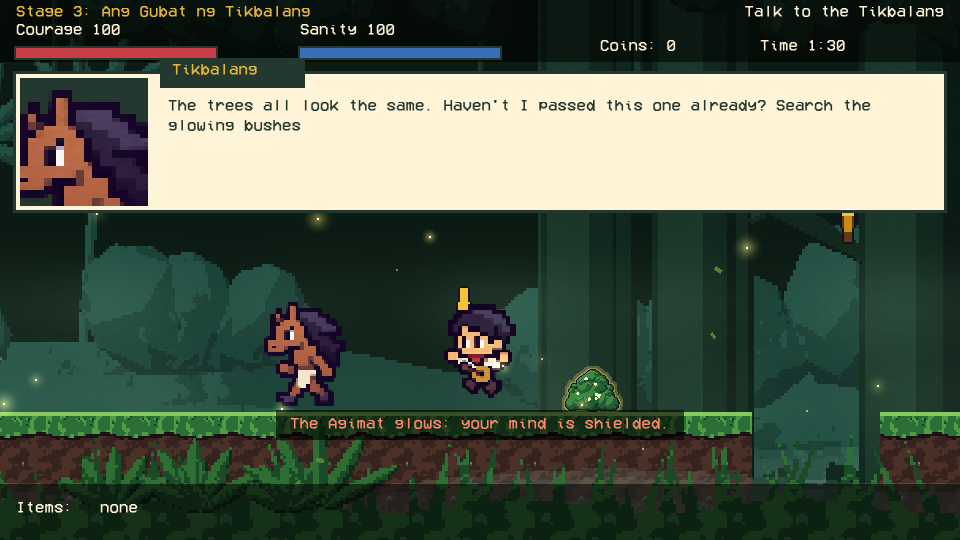 Stage 3: Ang Gubat ng Tikbalang
Talk to the Tikbalang
Courage 100
Sanity 100
Coins: 0
Time 1:30
Tikbalang
The trees all look the same. Haven't I passed this one already? Search the
glowing bushes
The Agimat glows: your mind is shielded.
Items: none